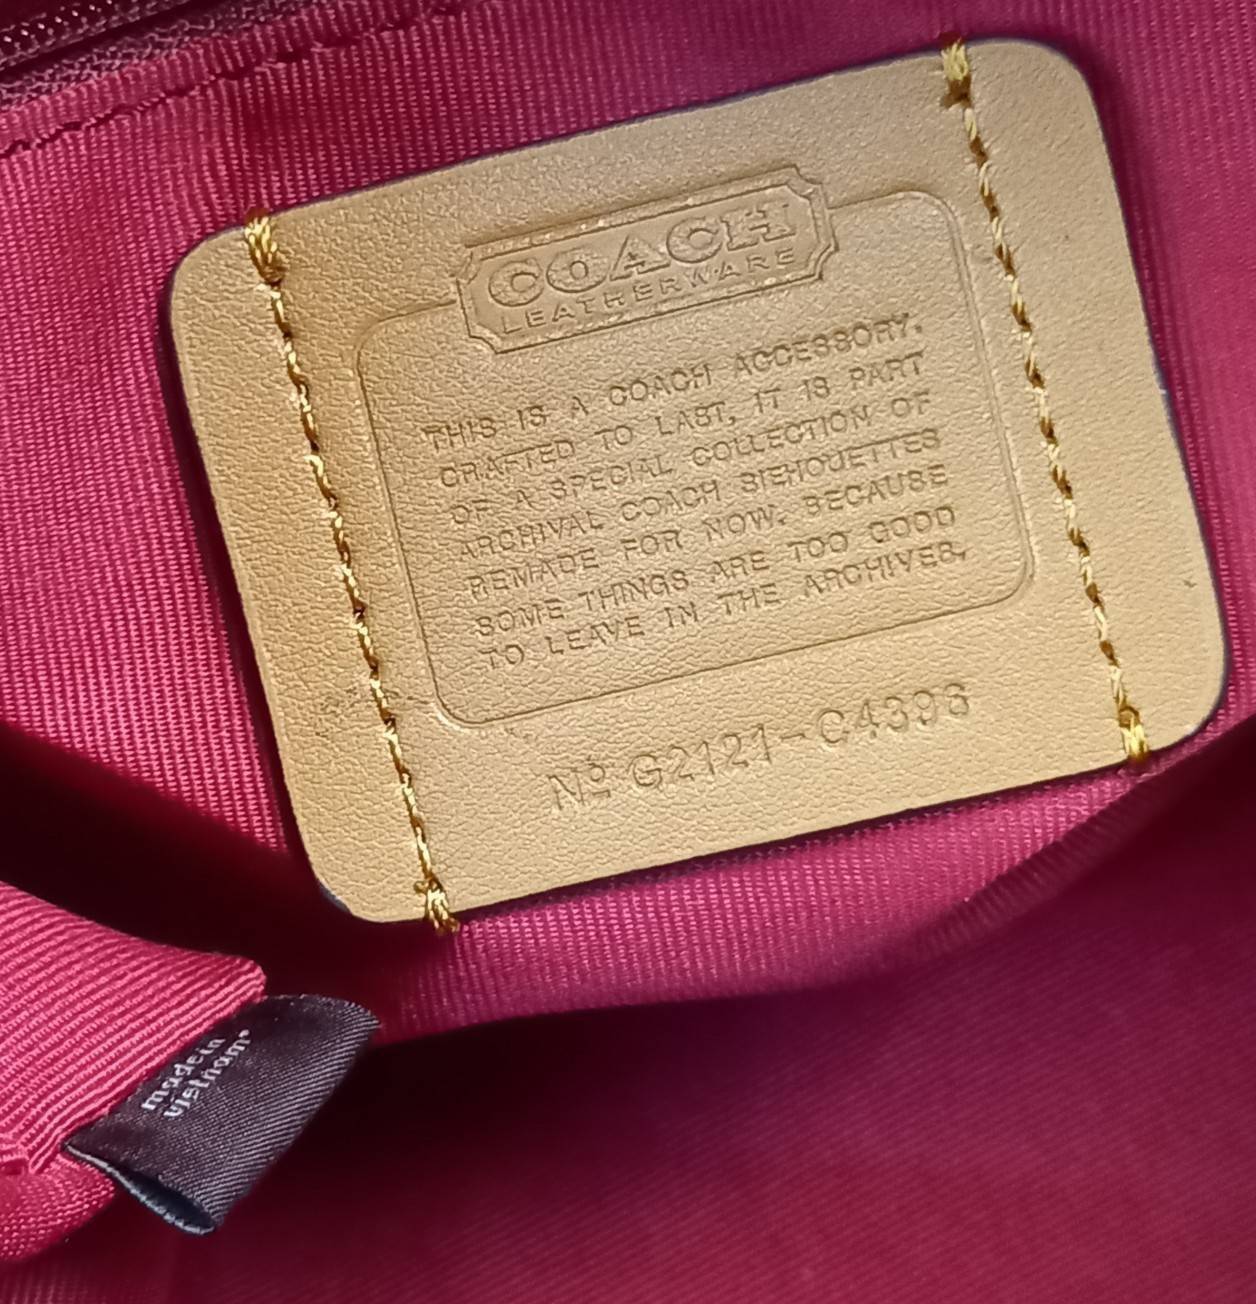 COACH
LEATHERWARE
THIS IS A COACH ACCESSORY,
CRAFTED TO LAST, IT IS PART
OF A SPECIAL COLLECTION OF
ARCHIVAL COACH SIEHOUETTES
REMADE FOR NOW. BECAUSE
SOME THINGS ARE TOO GOOD
TO LEAVE IN THE ARCHIVES.
Nº G2121-C4396
made in
vietnam